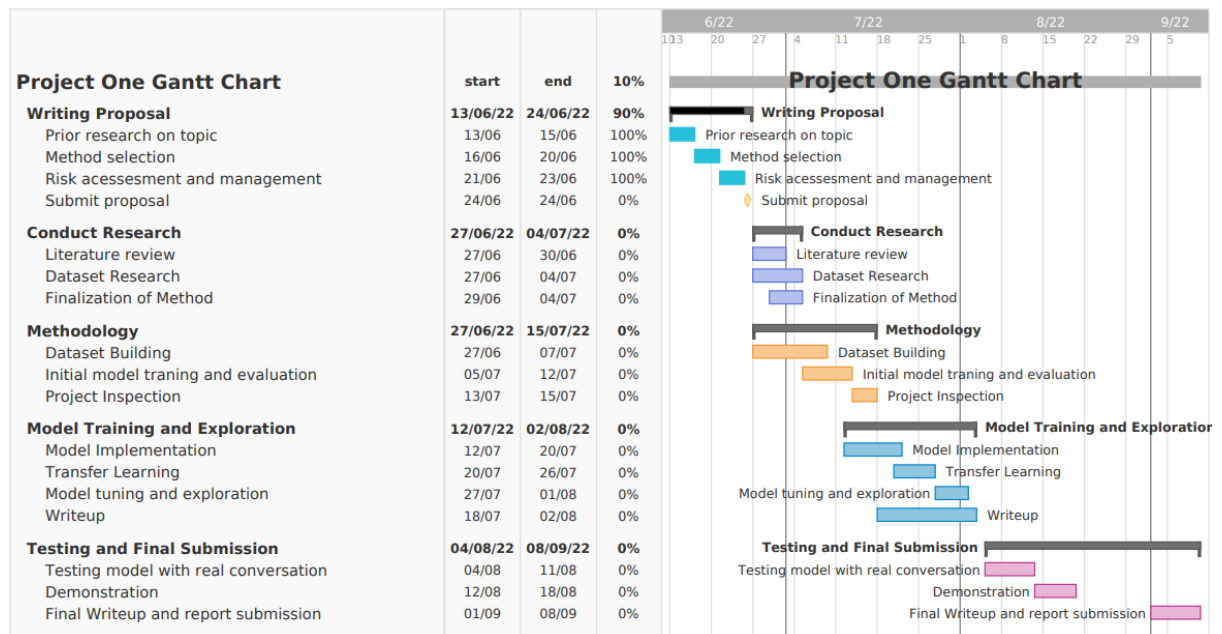 6/22 7/22 8/22 9/22
1013 20 27 4 11 18 25 1 8 15 22 29 5
Project One Gantt Chart start end 10% Project One Gantt Chart
Writing Proposal 13/06/22 24/06/22 90% Writing Proposal
Prior research on topic 13/06 15/06 100% Prior research on topic
Method selection 16/06 20/06 100% Method selection
Risk acessesment and management 21/06 23/06 100% Risk acessesment and management
Submit proposal 24/06 24/06 0% Submit proposal
Conduct Research 27/06/22 04/07/22 0% Conduct Research
Literature review 27/06 30/06 0% Literature review
Dataset Research 27/06 04/07 0% Dataset Research
Finalization of Method 29/06 04/07 0% Finalization of Method
Methodology 27/06/22 15/07/22 0% Methodology
Dataset Building 27/06 07/07 0% Dataset Building
Initial model traning and evaluation 05/07 12/07 0% Initial model traning and evaluation
Project Inspection 13/07 15/07 0% Project Inspection
Model Training and Exploration 12/07/22 02/08/22 0% Model Training and Exploration
Model Implementation 12/07 20/07 0% Model Implementation
Transfer Learning 20/07 26/07 0% Transfer Learning
Model tuning and exploration 27/07 01/08 0% Model tuning and exploration
Writeup 18/07 02/08 0% Writeup
Testing and Final Submission 04/08/22 08/09/22 0% Testing and Final Submission
Testing model with real conversation 04/08 11/08 0% Testing model with real conversation
Demonstration 12/08 18/08 0% Demonstration
Final Writeup and report submission 01/09 08/09 0% Final Writeup and report submission